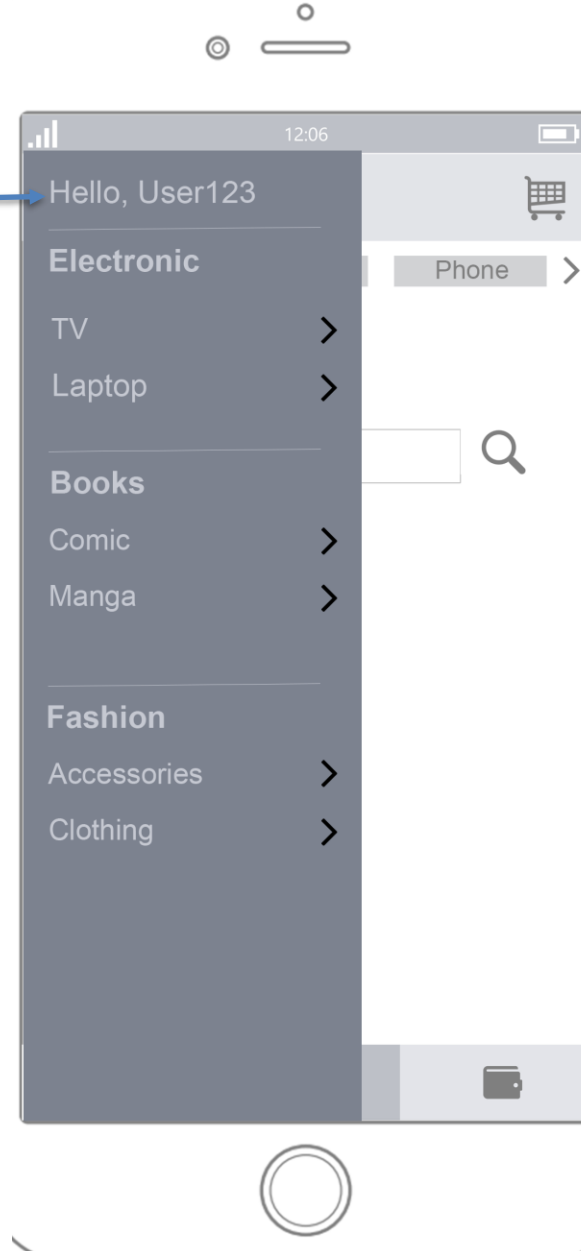 12:06
Hello, User123
Electronic
Phone
TV
Laptop
Books
Comic
Manga
Fashion
Accessories
Clothing